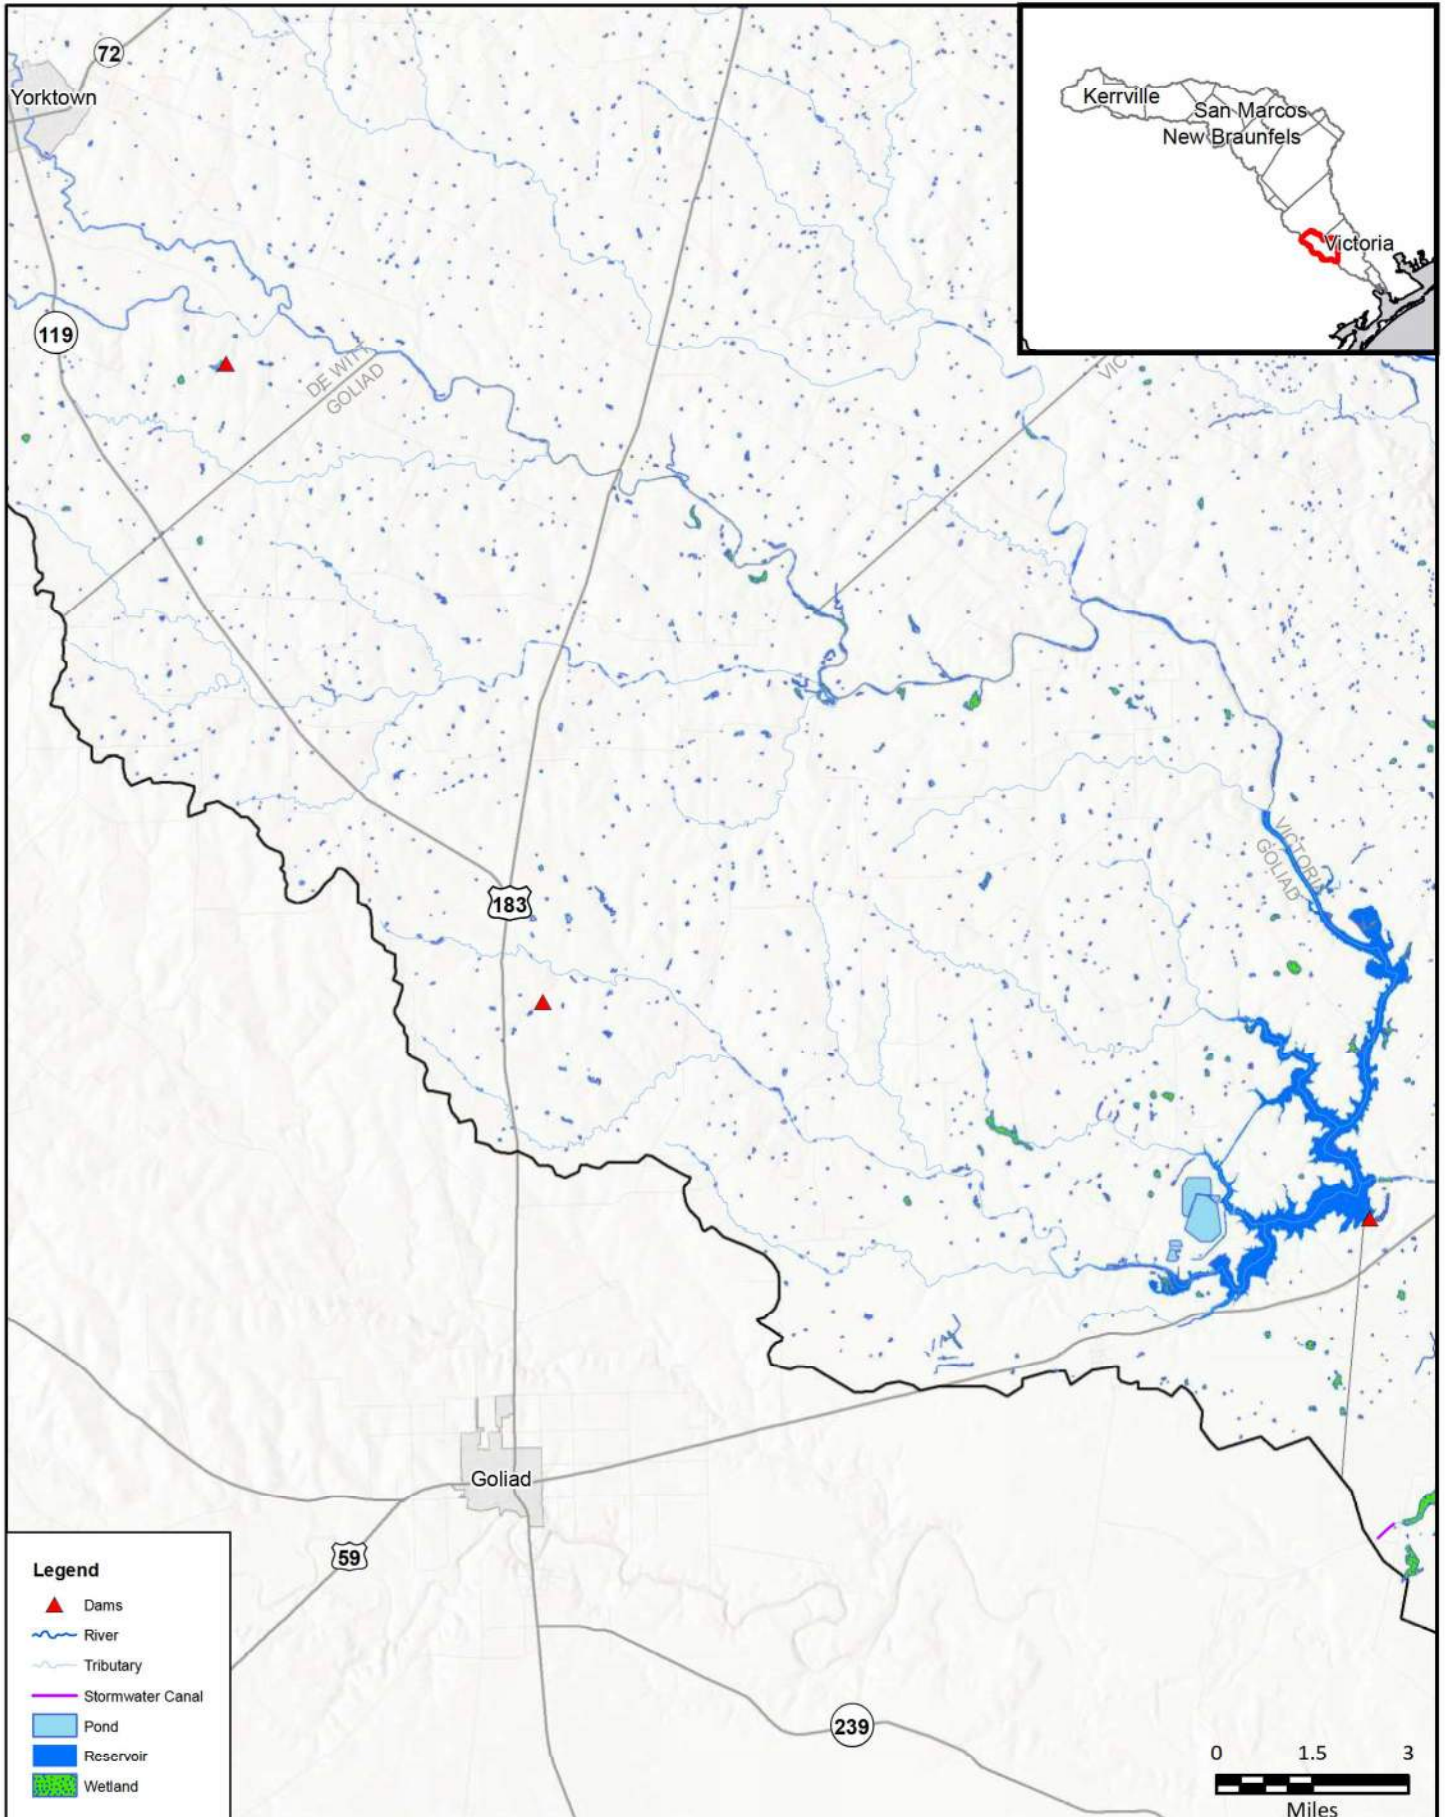 72
Yorktown
Kerrville
San Marcos
New Braunfels
Victoria
119
DE WITT
GOLIAD
VIC
VICTORIA
GOLIAD
183
Goliad
59
239
Legend
Dams
River
Tributary
Stormwater Canal
Pond
Reservoir
Wetland
0 1.5 3
Miles